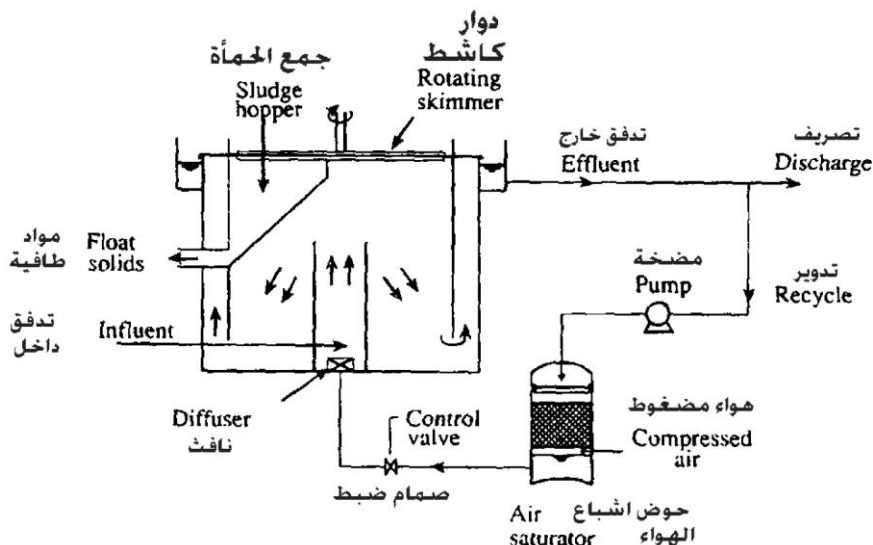 دوار
كاشط
Rotating
skimmer
جمع الحمأة
Sludge
hopper
تدفق خارج
Effluent
تصريف
Discharge
مواد
طافية
Float
solids
مضخة
Pump
تدوير
Recycle
تدفق
داخل
Influent
Diffuser
نافث
Control
valve
صمام ضبط
هواء مضغوط
Compressed
air
Air
saturator
حوض اشباع
الهواء